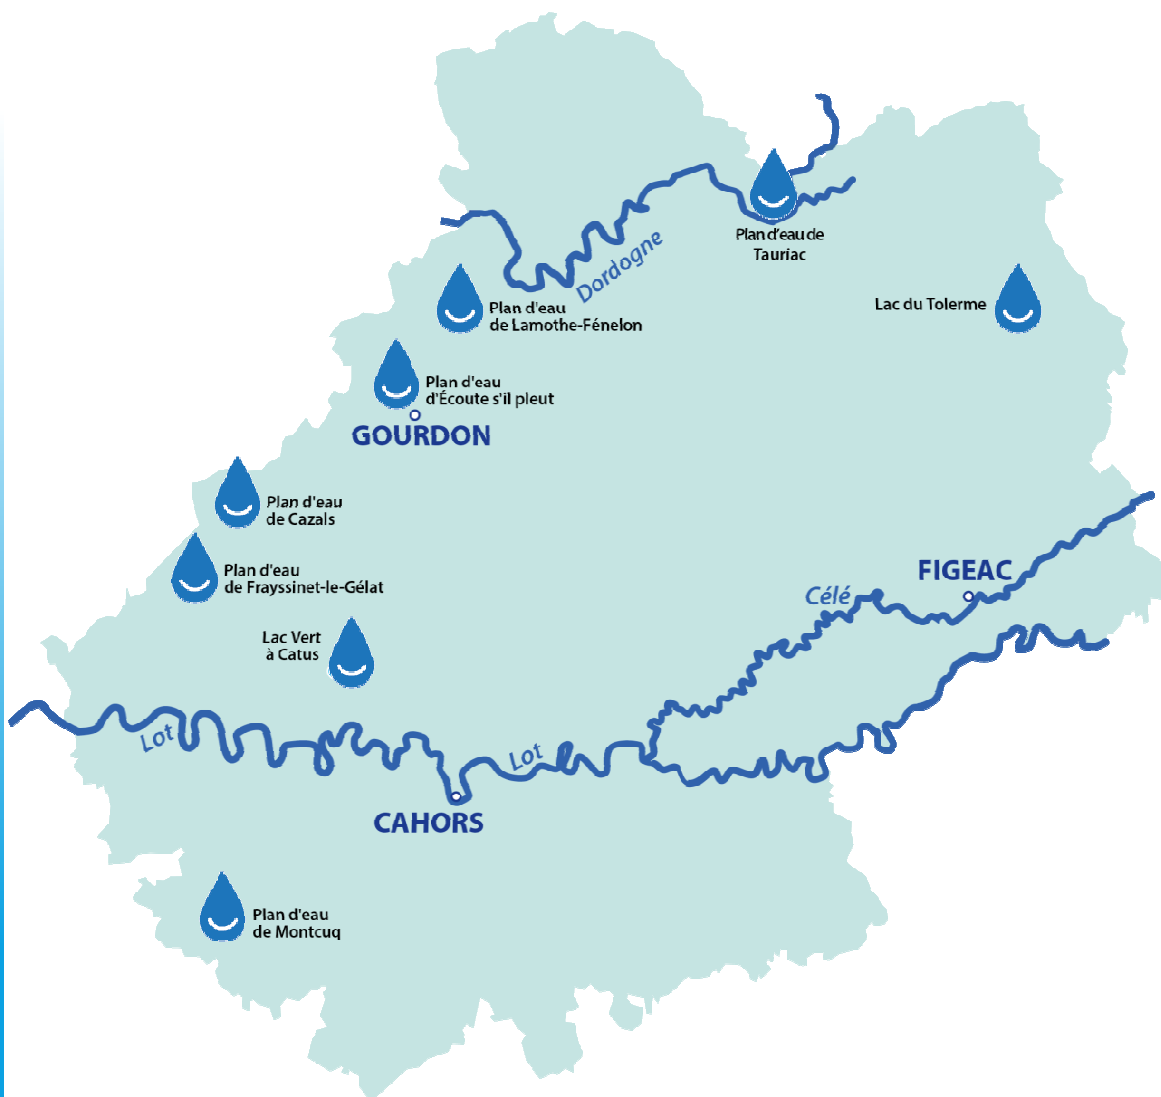 Plan d'eau de
Tauriac
Dordogne
Lac du Tolerme
Plan d'eau
de Lamothe-Fénelon
Plan d'eau
d'Écoute s'il pleut
GOURDON
Plan d'eau
de Cazals
Plan d'eau
de Frayssinet-le-Gélat
FIGEAC
Célé
Lac Vert
à Catus
Lot
Lot
CAHORS
Plan d'eau
de Montcuq